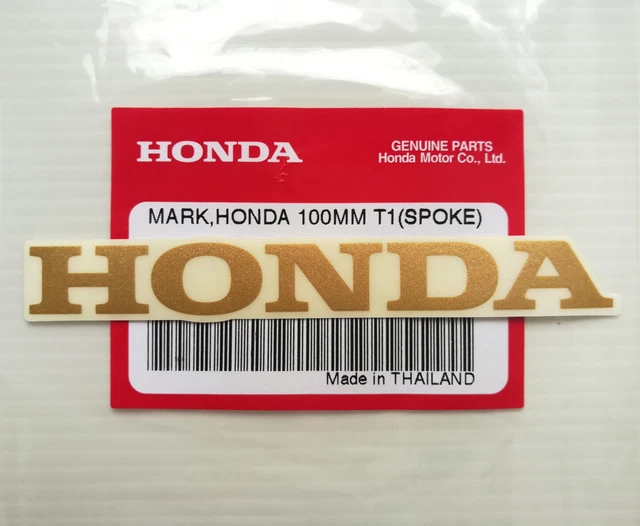 HONDA
GENUINE PARTS
Honda Motor Co., Ltd.
MARK,HONDA 100MM T1(SPOKE)
HONDA
Made in THAILAND